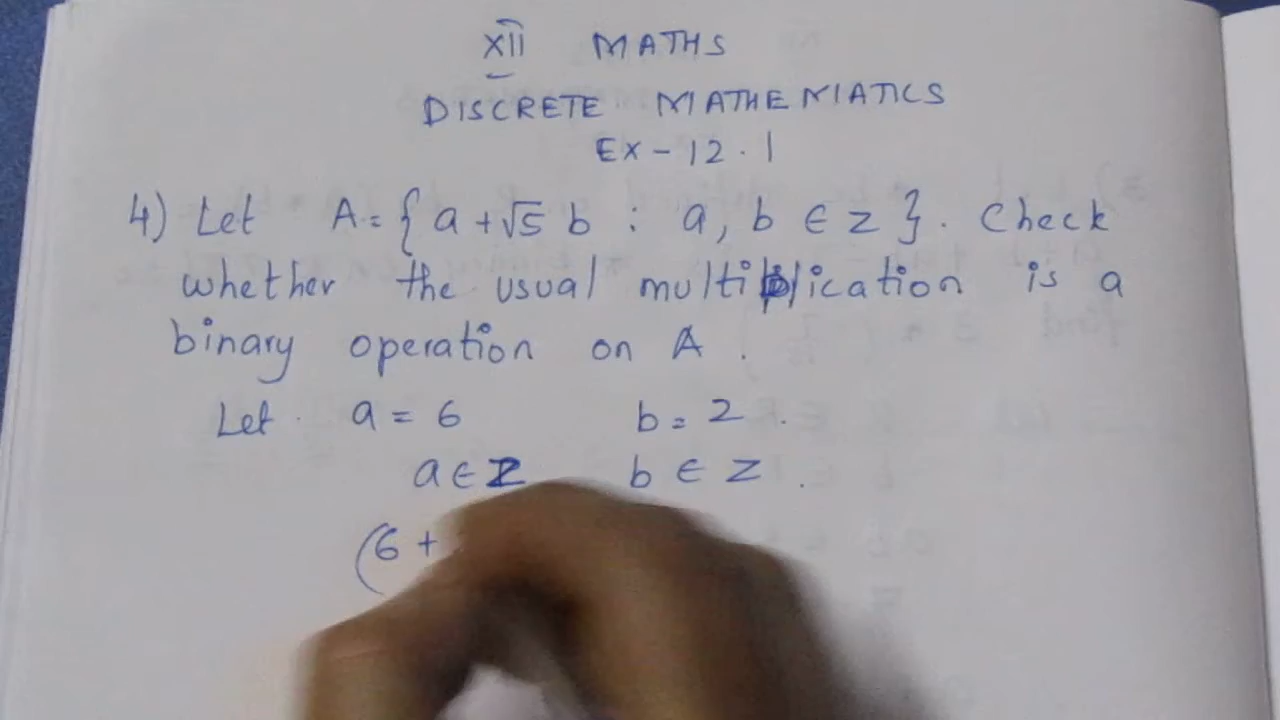 XII MATHS
DISCRETE MATHEMATICS
EX - 12.1
4) Let A = { a + √5 b : a, b ∈ z }. Check
whether the usual multiplication is a
binary operation on A.
Let a = 6 b = 2.
a ∈ Z b ∈ Z.
(6 +